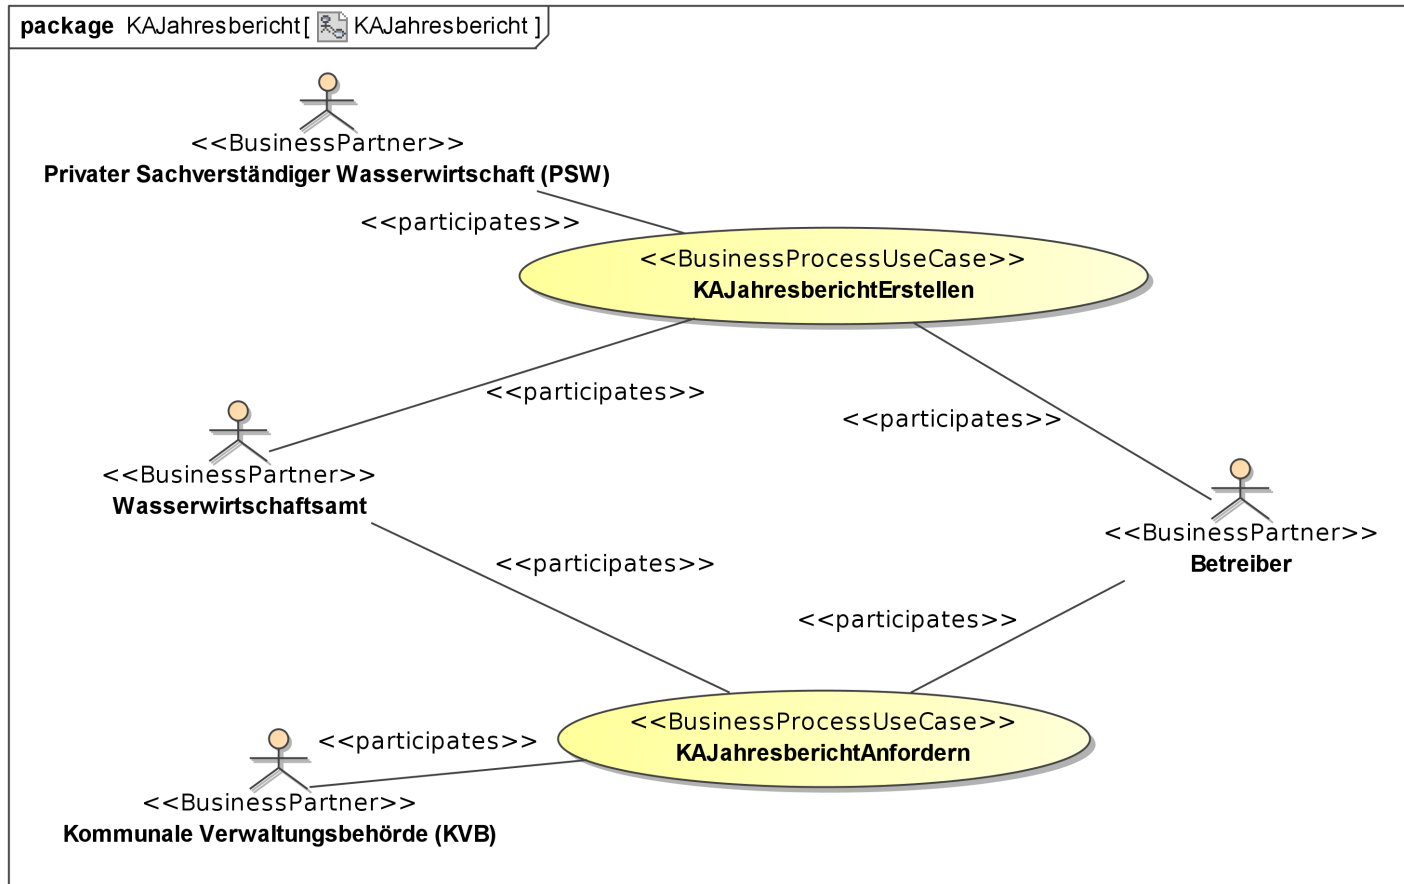 package KAJahresbericht[ KAJahresbericht ]
<<BusinessPartner>>
Privater Sachverständiger Wasserwirtschaft (PSW)
<<participates>>
<<BusinessProcessUseCase>>
KAJahresberichtErstellen
<<participates>>
<<participates>>
<<BusinessPartner>>
Wasserwirtschaftsamt
<<BusinessPartner>>
Betreiber
<<participates>>
<<participates>>
<<BusinessProcessUseCase>>
KAJahresberichtAnfordern
<<participates>>
<<BusinessPartner>>
Kommunale Verwaltungsbehörde (KVB)